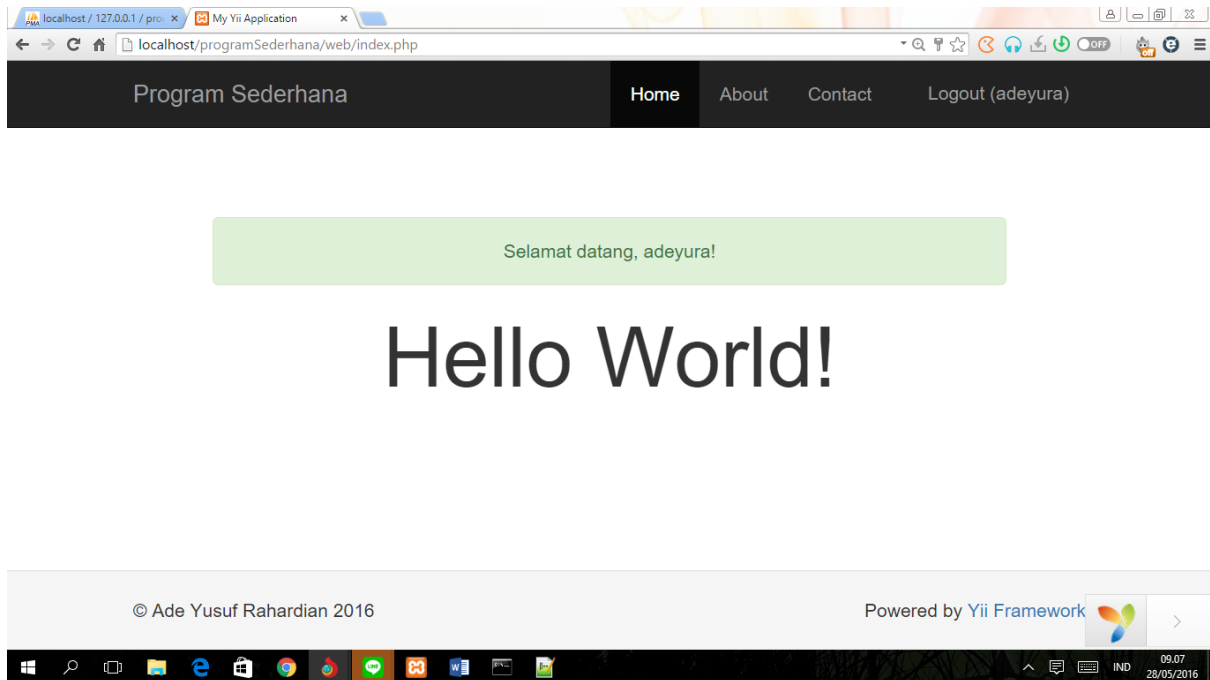 localhost / 127.0.0.1 / pro
My Yii Application
localhost/programSederhana/web/index.php
OFF
off
Program Sederhana
Home
About
Contact
Logout (adeyura)
Selamat datang, adeyura!
Hello World!
© Ade Yusuf Rahardian 2016
Powered by Yii Framework
IND
09.07
28/05/2016